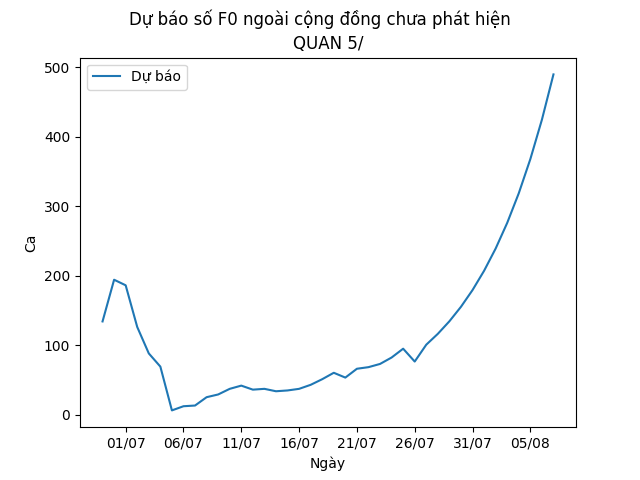 Dự báo số F0 ngoài cộng đồng chưa phát hiện
QUAN 5/
Dự báo
500
400
300
200
100
0
Ca
01/07 06/07 11/07 16/07 21/07 26/07 31/07 05/08
Ngày